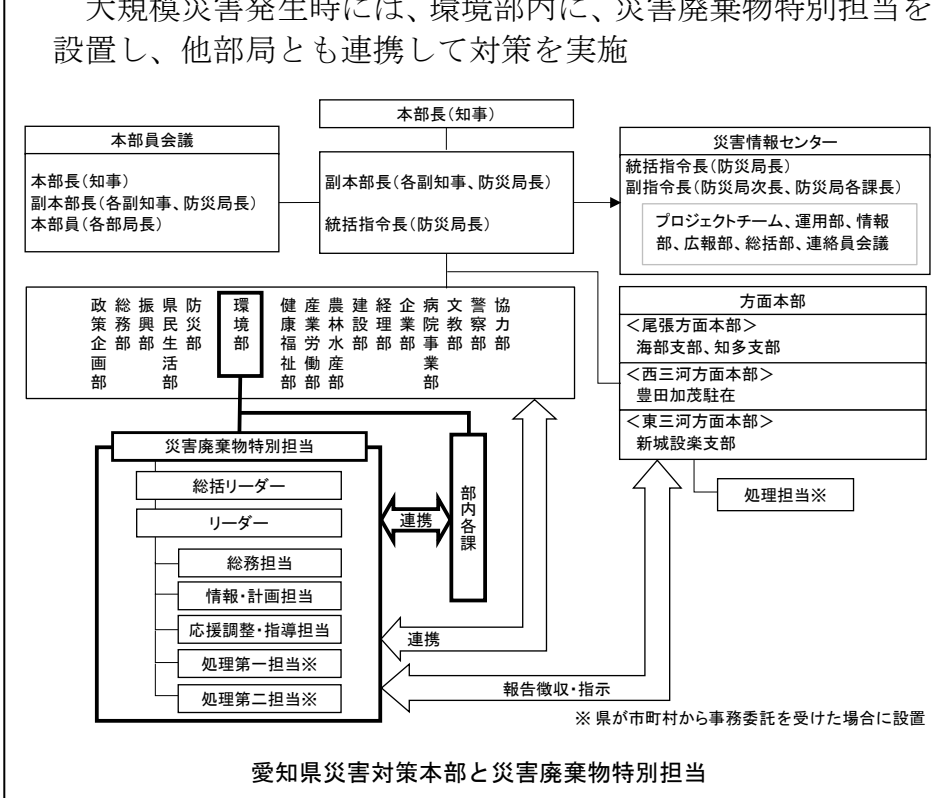 大規模災害発生時には、環境部内に、災害廃棄物特別担当を
設置し、他部局とも連携して対策を実施
本部長(知事)
本部員会議
本部長(知事)
副本部長(各副知事、防災局長)
本部員(各部局長)
副本部長(各副知事、防災局長)
統括指令長(防災局長)
災害情報センター
統括指令長(防災局長)
副指令長(防災局次長、防災局各課長)
プロジェクトチーム、運用部、情報
部、広報部、総括部、連絡員会議
政策企画部
総務部
振興部
県民生活部
防災部
環境部
健康福祉部
産業労働部
農林水産部
建設部
経理部
企業部
病院事業部
文教部
警察部
協力部
方面本部
<尾張方面本部>
海部支部、知多支部
<西三河方面本部>
豊田加茂駐在
<東三河方面本部>
新城設楽支部
処理担当※
災害廃棄物特別担当
総括リーダー
リーダー
総務担当
情報・計画担当
応援調整・指導担当
処理第一担当※
処理第二担当※
連携
部内各課
連携
報告徴収・指示
※ 県が市町村から事務委託を受けた場合に設置
愛知県災害対策本部と災害廃棄物特別担当